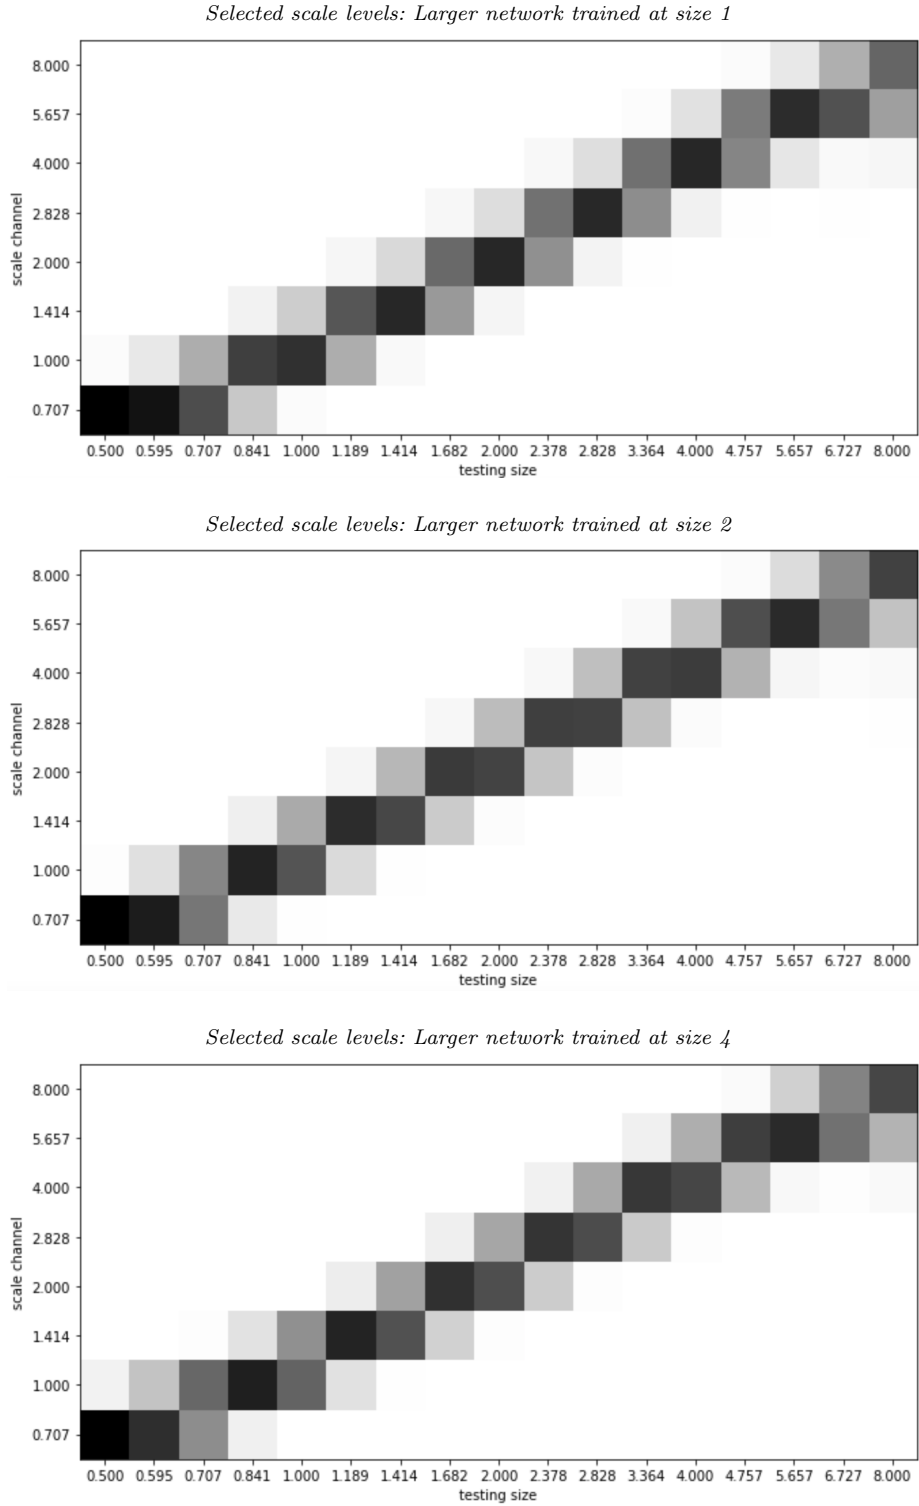 Selected scale levels: Larger network trained at size 1
8.000
5.657
4.000
2.828
2.000
1.414
1.000
0.707
scale channel
0.500 0.595 0.707 0.841 1.000 1.189 1.414 1.682 2.000 2.378 2.828 3.364 4.000 4.757 5.657 6.727 8.000
testing size
Selected scale levels: Larger network trained at size 2
8.000
5.657
4.000
2.828
2.000
1.414
1.000
0.707
scale channel
0.500 0.595 0.707 0.841 1.000 1.189 1.414 1.682 2.000 2.378 2.828 3.364 4.000 4.757 5.657 6.727 8.000
testing size
Selected scale levels: Larger network trained at size 4
8.000
5.657
4.000
2.828
2.000
1.414
1.000
0.707
scale channel
0.500 0.595 0.707 0.841 1.000 1.189 1.414 1.682 2.000 2.378 2.828 3.364 4.000 4.757 5.657 6.727 8.000
testing size